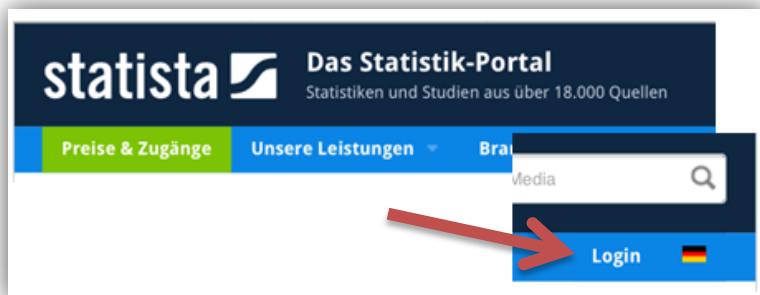 statista
Das Statistik-Portal
Statistiken und Studien aus über 18.000 Quellen
Preise & Zugänge
Unsere Leistungen
Media
Login